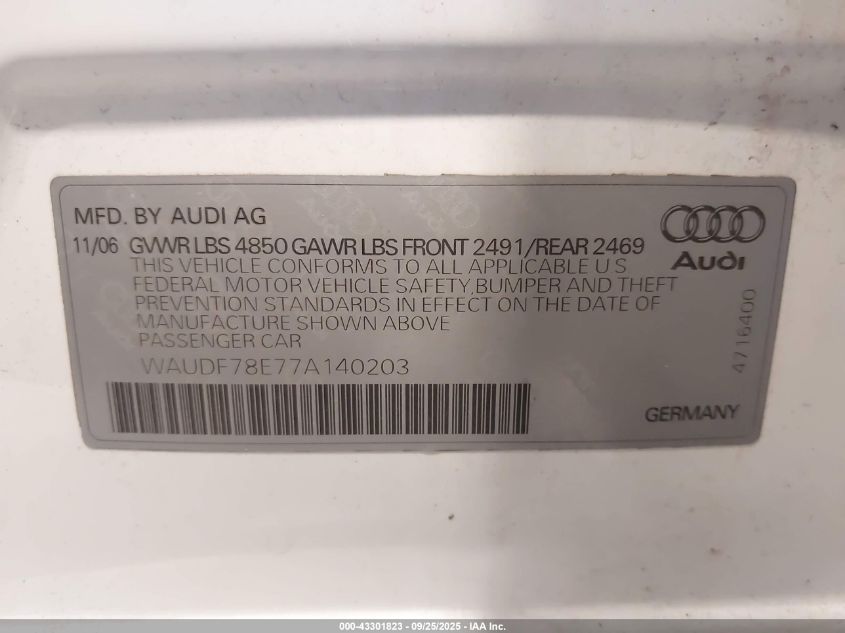 MFD. BY AUDI AG
11/06 GVWR LBS 4850 GAWR LBS FRONT 2491/REAR 2469
THIS VEHICLE CONFORMS TO ALL APPLICABLE U S
FEDERAL MOTOR VEHICLE SAFETY, BUMPER AND THEFT
PREVENTION STANDARDS IN EFFECT ON THE DATE OF
MANUFACTURE SHOWN ABOVE
PASSENGER CAR
WAUDF78E77A140203
Audi
4716400
GERMANY
000-43301823 - 09/25/2025 - IAA Inc.